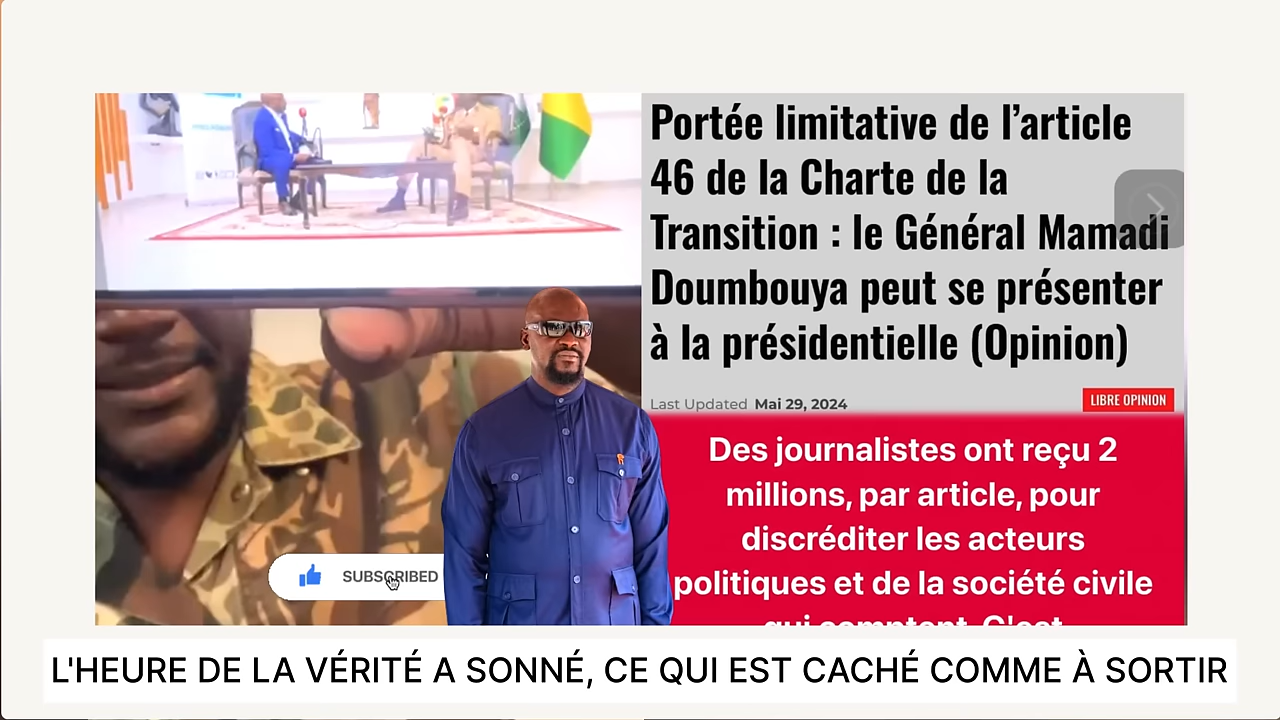 Portée limitative de l’article
46 de la Charte de la
Transition : le Général Mamadi
Doumbouya peut se présenter
à la présidentielle (Opinion)
Last Updated Mai 29, 2024
LIBRE OPINION
Des journalistes ont reçu 2
millions, par article, pour
discréditer les acteurs
politiques et de la société civile
qui comptent. C'est
SUBSCRIBED
L'HEURE DE LA VÉRITÉ A SONNÉ, CE QUI EST CACHÉ COMME À SORTIR